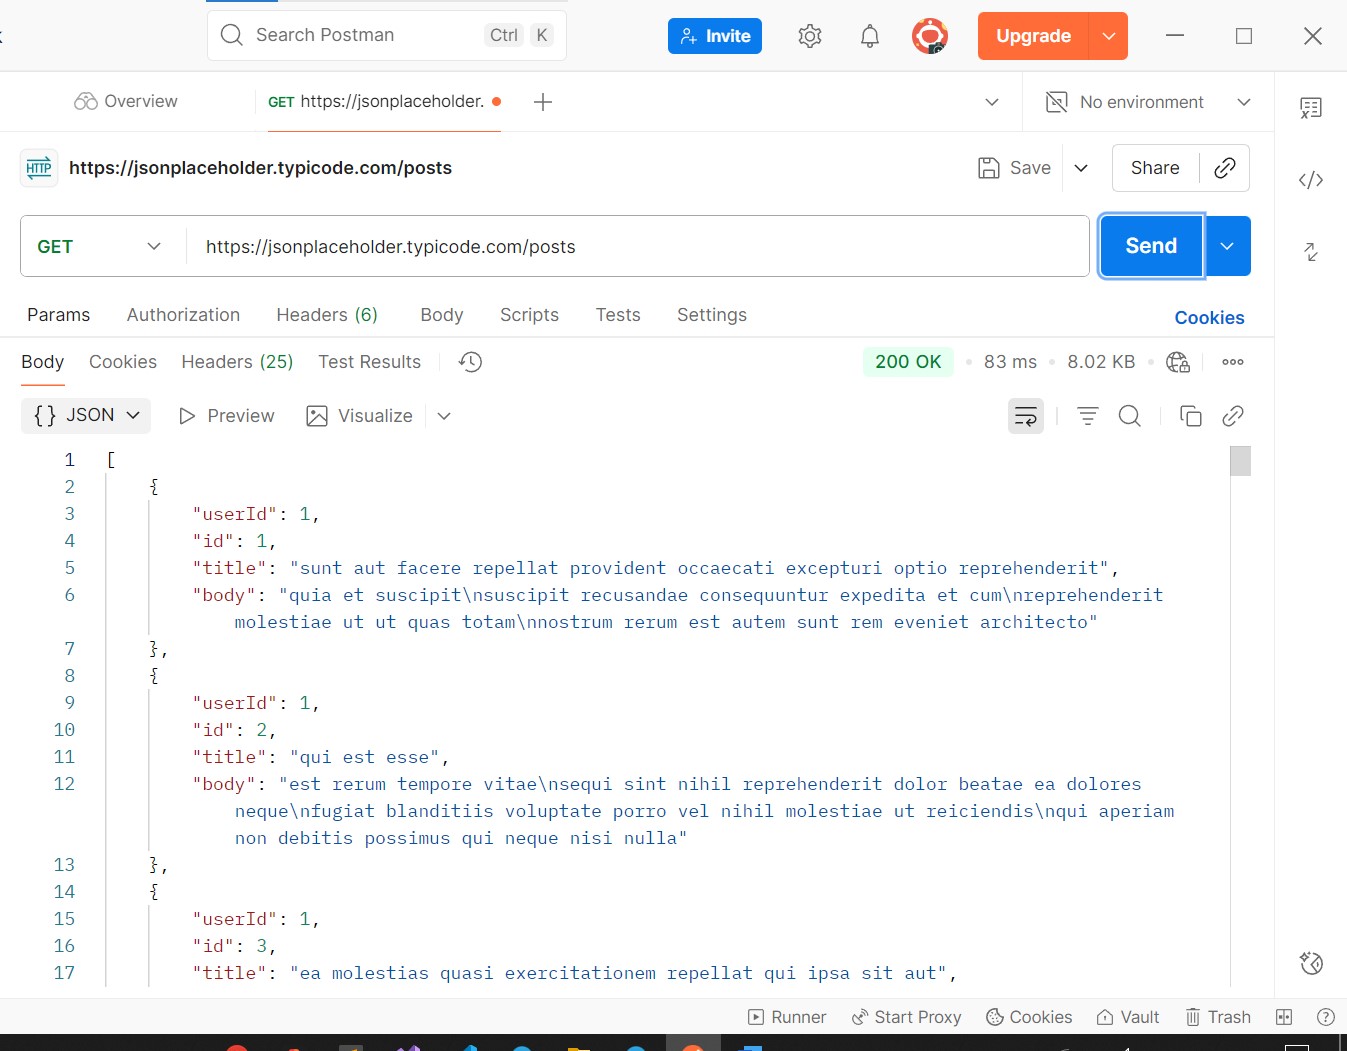 Search Postman
Ctrl K
Invite
Upgrade
Overview
GET https://jsonplaceholder.
No environment
HTTP https://jsonplaceholder.typicode.com/posts
Save
Share
GET
https://jsonplaceholder.typicode.com/posts
Send
Params Authorization Headers (6) Body Scripts Tests Settings
Cookies
Body Cookies Headers (25) Test Results
200 OK • 83 ms • 8.02 KB •
{} JSON Preview Visualize
1 [
2 {
3 "userId": 1,
4 "id": 1,
5 "title": "sunt aut facere repellat provident occaecati excepturi optio reprehenderit",
6 "body": "quia et suscipit\nsuscipit recusandae consequuntur expedita et cum\nreprehenderit
molestiae ut ut quas totam\nnostrum rerum est autem sunt rem eveniet architecto"
7 },
8 {
9 "userId": 1,
10 "id": 2,
11 "title": "qui est esse",
12 "body": "est rerum tempore vitae\nsequi sint nihil reprehenderit dolor beatae ea dolores
neque\nfugiat blanditiis voluptate porro vel nihil molestiae ut reiciendis\nqui aperiam
non debitis possimus qui neque nisi nulla"
13 },
14 {
15 "userId": 1,
16 "id": 3,
17 "title": "ea molestias quasi exercitationem repellat qui ipsa sit aut",
Runner Start Proxy Cookies Vault Trash